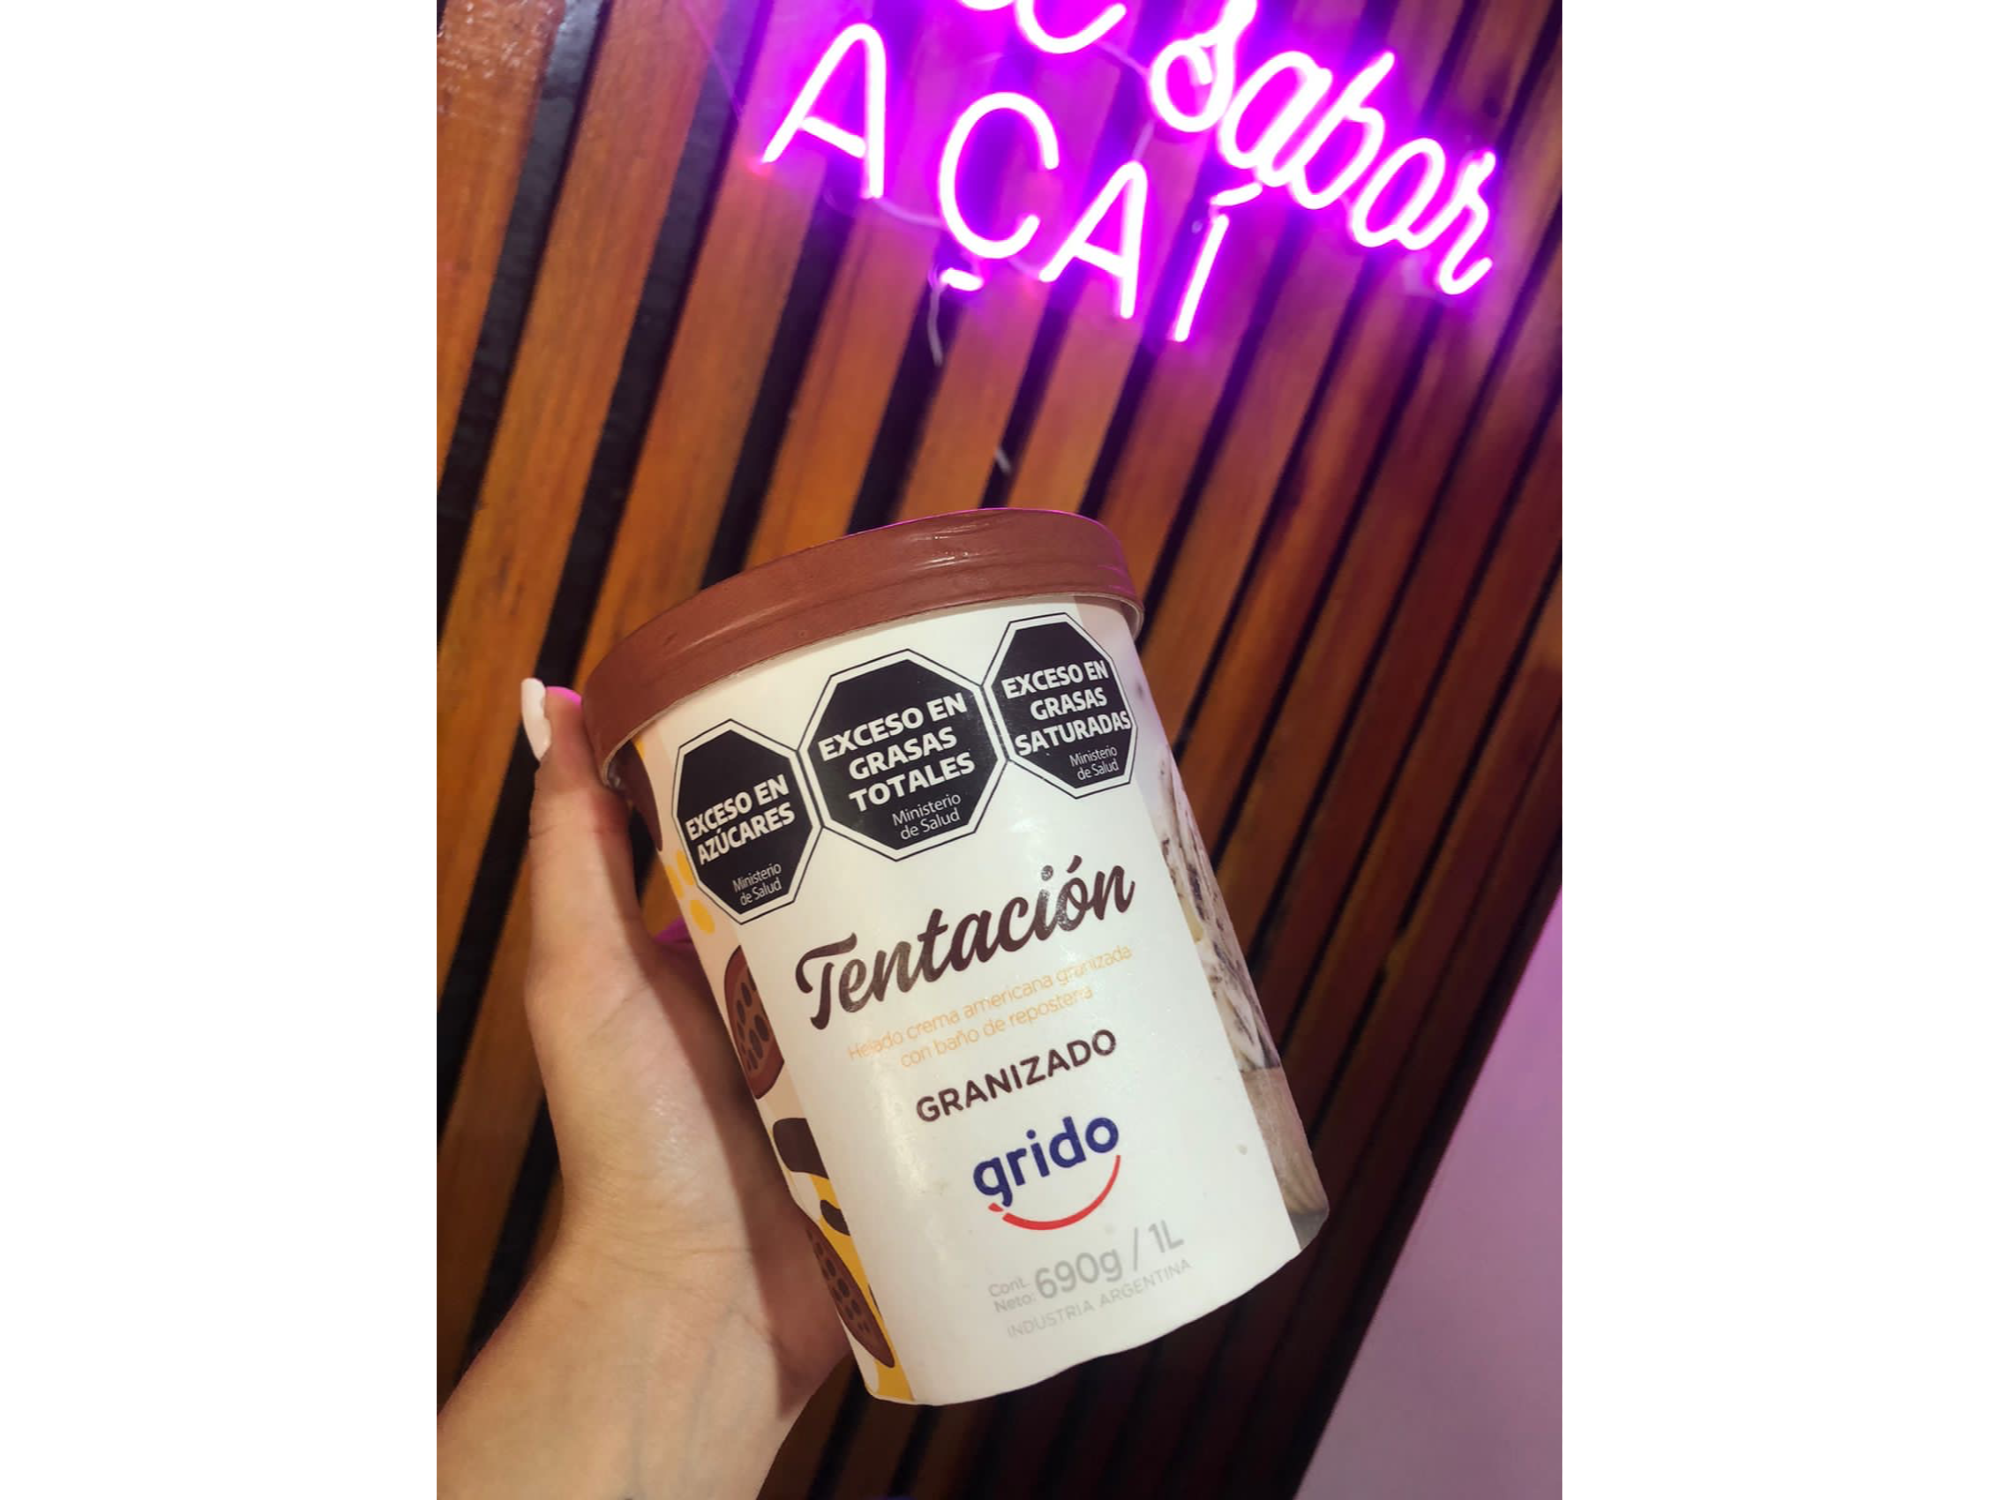 sabor
AÇAÍ
EXCESO EN
AZÚCARES
Ministerio
de Salud
EXCESO EN
GRASAS
TOTALES
Ministerio
de Salud
EXCESO EN
GRASAS
SATURADAS
Ministerio
de Salud
Tentación
Helado crema americana granizada
con baño de repostería
GRANIZADO
grido
Cont.
Neto: 690g / 1L
INDUSTRIA ARGENTINA